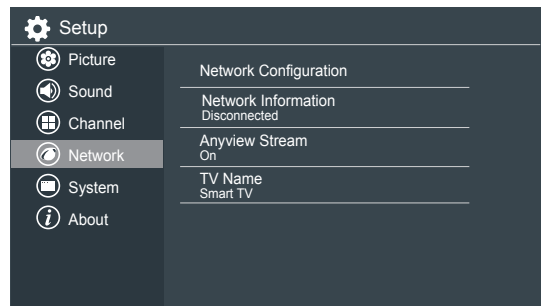 Setup
Picture
Sound
Channel
Network
System
About
Network Configuration
Network Information
Disconnected
Anyview Stream
On
TV Name
Smart TV